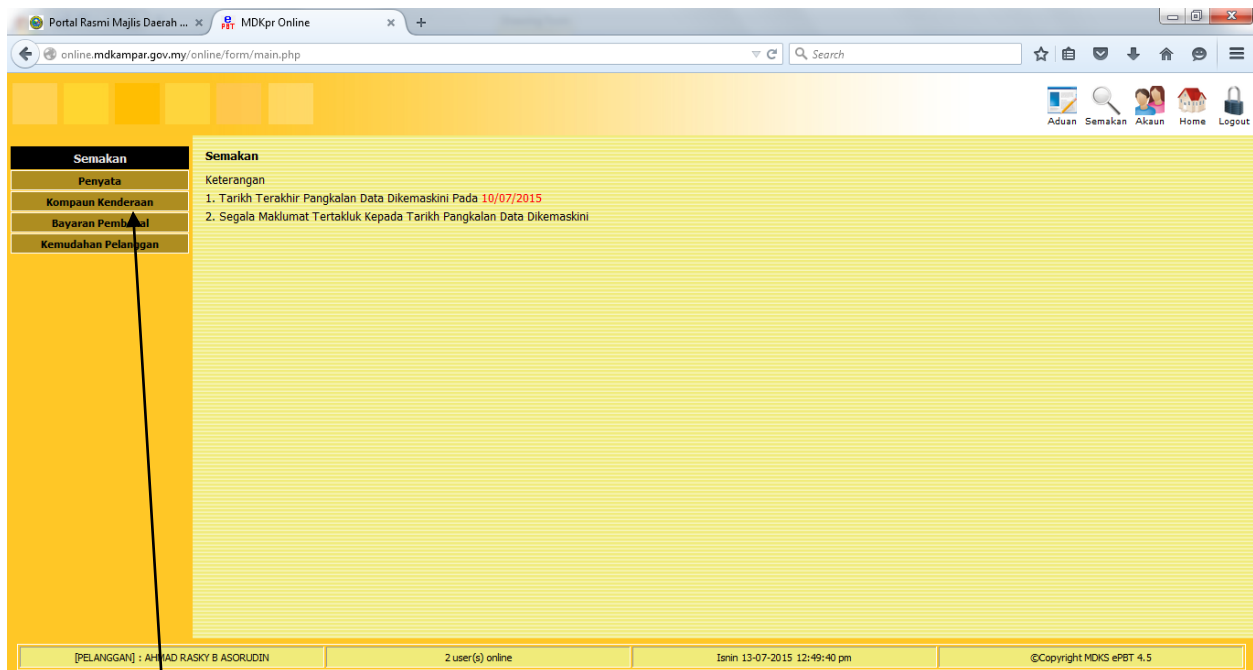 Portal Rasmi Majlis Daerah ...
ePBT MDKpr Online
online.mdkampar.gov.my/online/form/main.php
Search
Aduan Semakan Akaun Home Logout
Semakan
Penyata
Kompaun Kenderaan
Bayaran Pembekal
Kemudahan Pelanggan
Semakan
Keterangan
1. Tarikh Terakhir Pangkalan Data Dikemaskini Pada 10/07/2015
2. Segala Maklumat Tertakluk Kepada Tarikh Pangkalan Data Dikemaskini
[PELANGGAN] : AHMAD RASKY B ASORUDIN
2 user(s) online
Isnin 13-07-2015 12:49:40 pm
©Copyright MDKS ePBT 4.5